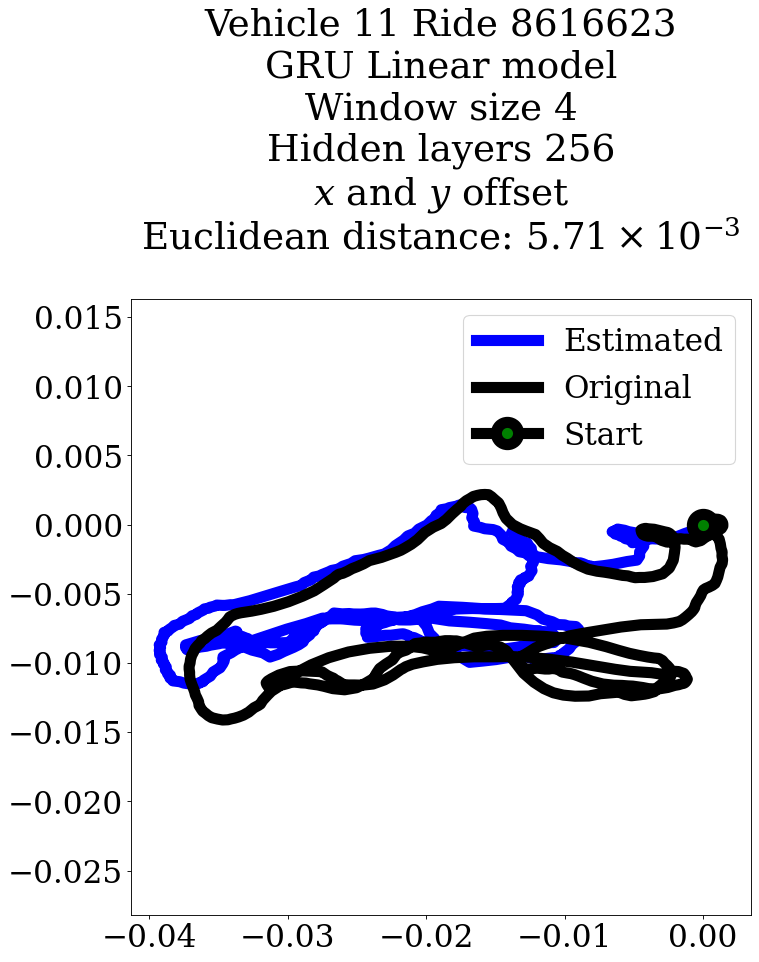 Vehicle 11 Ride 8616623
GRU Linear model
Window size 4
Hidden layers 256
x and y offset
Euclidean distance: 5.71 × 10⁻³
Estimated
Original
Start
0.015
0.010
0.005
0.000
−0.005
−0.010
−0.015
−0.020
−0.025
−0.04 −0.03 −0.02 −0.01 0.00